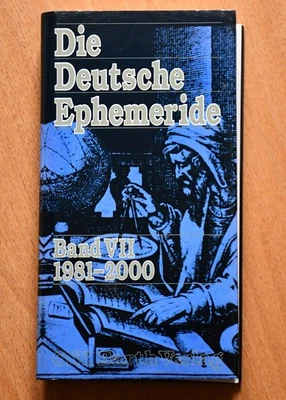 Die
Deutsche
Ephemeride
Band VII
1981–2000
Barth Verlag